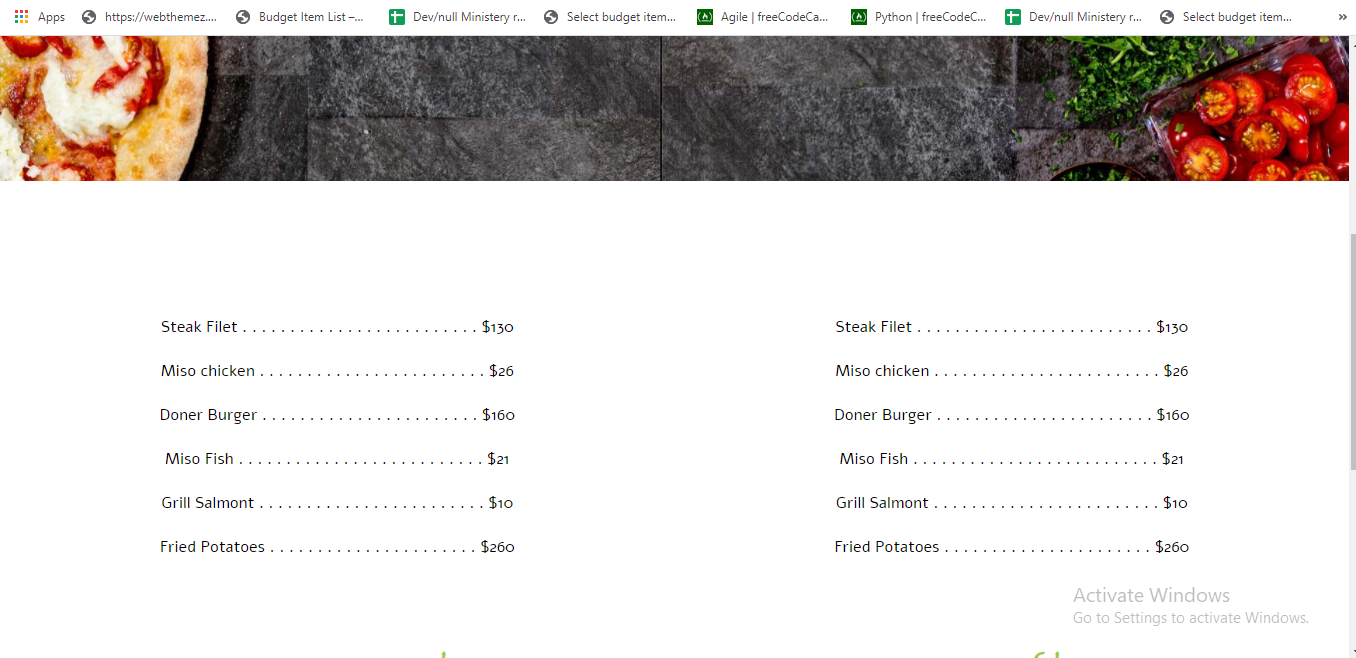 Apps https://webthemez.... Budget Item List –... Dev/null Ministery r... Select budget item... Agile | freeCodeCa... Python | freeCodeC... Dev/null Ministery r... Select budget item... »
Steak Filet . . . . . . . . . . . . . . . . . . . . . . . . . $130
Miso chicken . . . . . . . . . . . . . . . . . . . . . . . . $26
Doner Burger . . . . . . . . . . . . . . . . . . . . . . . $160
Miso Fish . . . . . . . . . . . . . . . . . . . . . . . . . . $21
Grill Salmont . . . . . . . . . . . . . . . . . . . . . . . . $10
Fried Potatoes . . . . . . . . . . . . . . . . . . . . . . $260
Steak Filet . . . . . . . . . . . . . . . . . . . . . . . . . $130
Miso chicken . . . . . . . . . . . . . . . . . . . . . . . . $26
Doner Burger . . . . . . . . . . . . . . . . . . . . . . . $160
Miso Fish . . . . . . . . . . . . . . . . . . . . . . . . . . $21
Grill Salmont . . . . . . . . . . . . . . . . . . . . . . . . $10
Fried Potatoes . . . . . . . . . . . . . . . . . . . . . . $260
Activate Windows
Go to Settings to activate Windows.